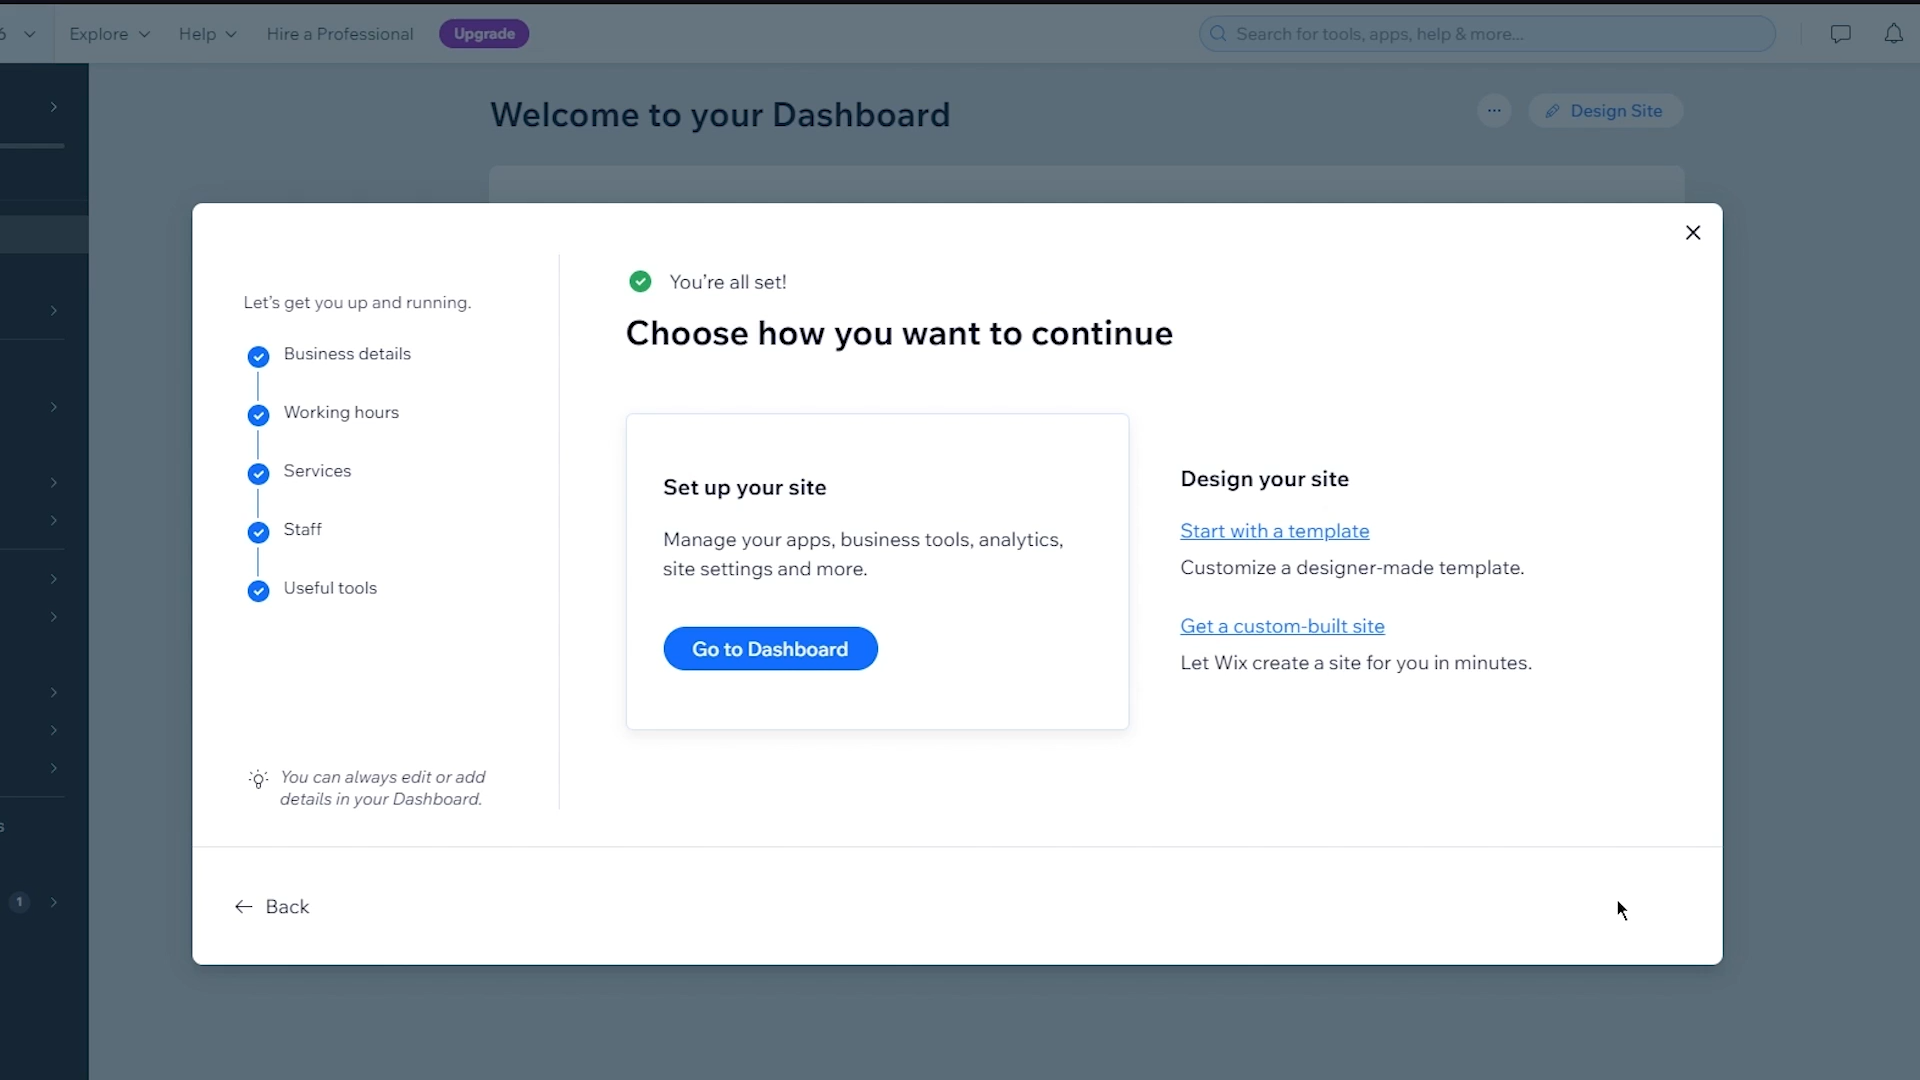 6
Explore
Help
Hire a Professional
Upgrade
Search for tools, apps, help & more...
Welcome to your Dashboard
...
Design Site
Let's get you up and running.
Business details
Working hours
Services
Staff
Useful tools
You can always edit or add
details in your Dashboard.
You're all set!
Choose how you want to continue
Set up your site
Manage your apps, business tools, analytics,
site settings and more.
Go to Dashboard
Design your site
Start with a template
Customize a designer-made template.
Get a custom-built site
Let Wix create a site for you in minutes.
Back
s
1